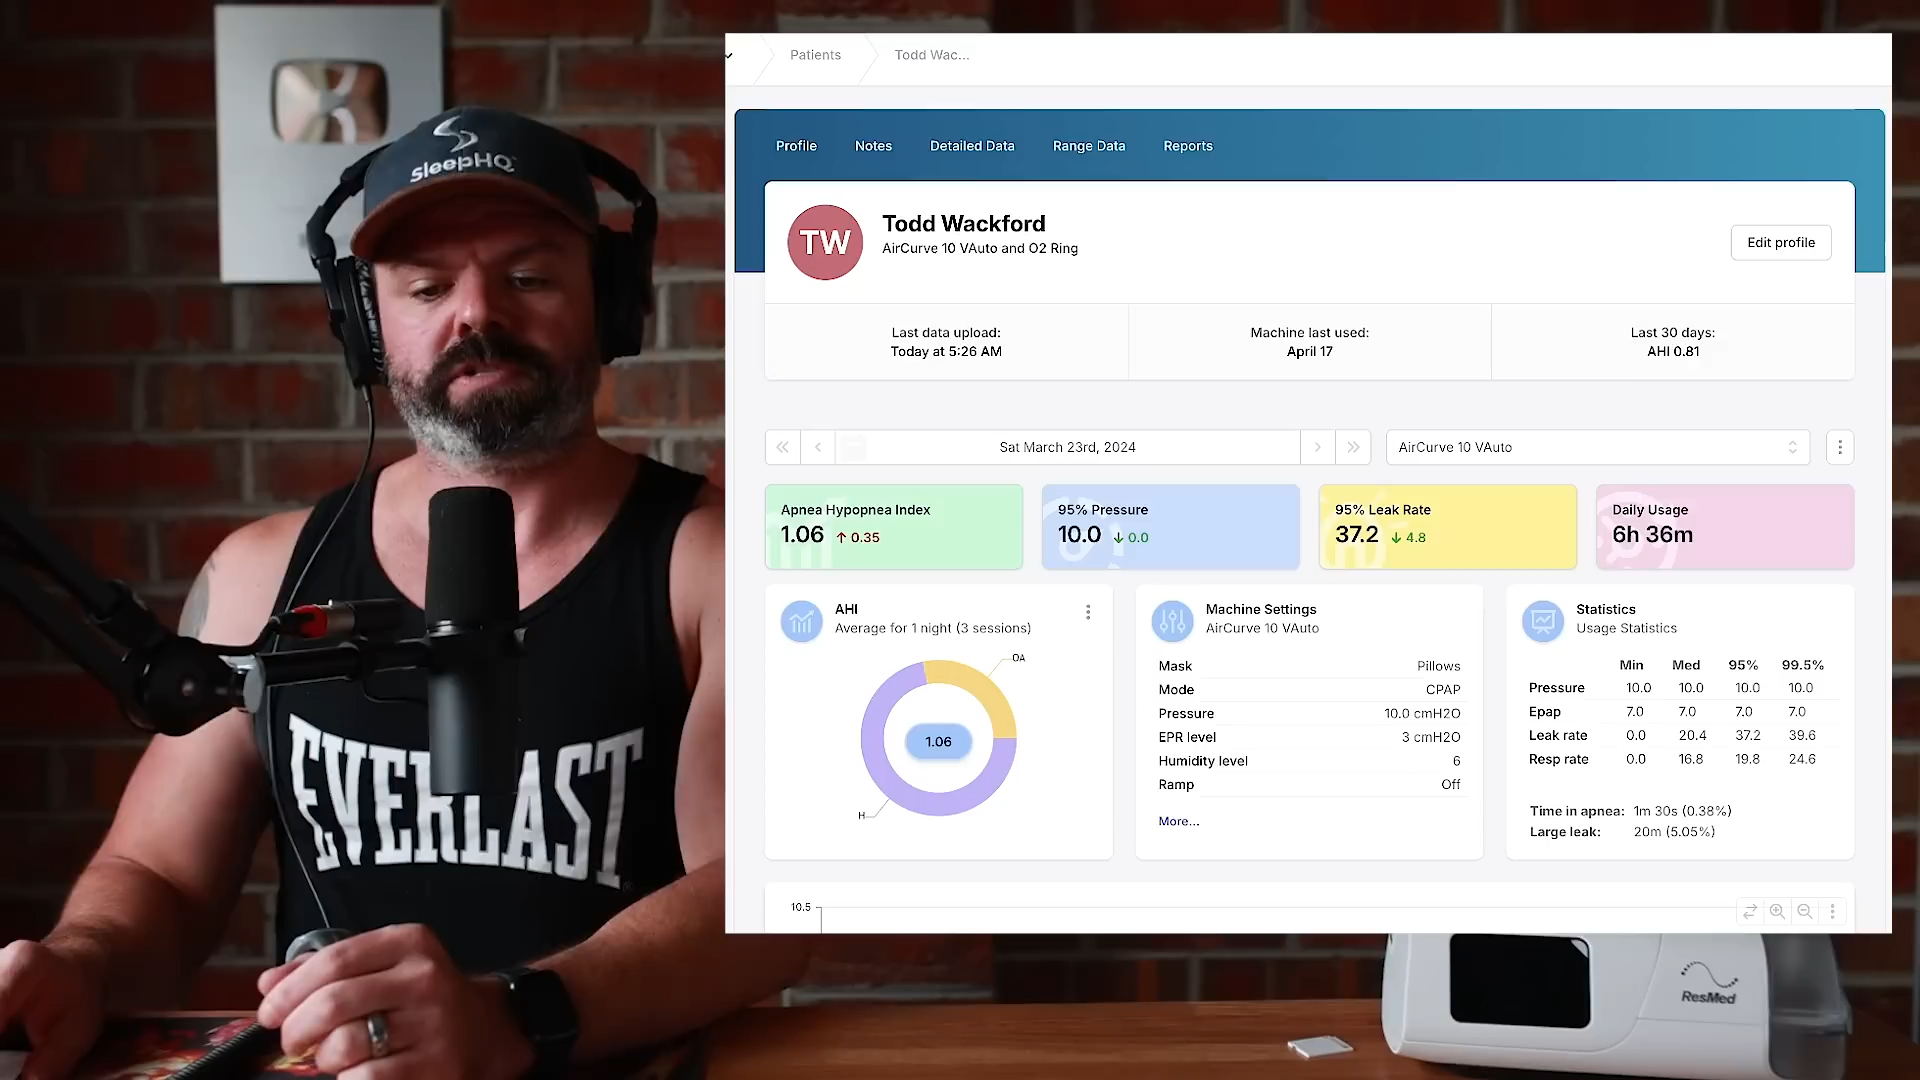 SleepHQ
EVERLAST
Patients
Todd Wac...
Profile
Notes
Detailed Data
Range Data
Reports
TW
Todd Wackford
AirCurve 10 VAuto and O2 Ring
Edit profile
Last data upload:
Today at 5:26 AM
Machine last used:
April 17
Last 30 days:
AHI 0.81
Sat March 23rd, 2024
AirCurve 10 VAuto
Apnea Hypopnea Index
1.06 ↑ 0.35
95% Pressure
10.0 ↓ 0.0
95% Leak Rate
37.2 ↓ 4.8
Daily Usage
6h 36m
AHI
Average for 1 night (3 sessions)
OA
1.06
H
Machine Settings
AirCurve 10 VAuto
Mask Pillows
Mode CPAP
Pressure 10.0 cmH2O
EPR level 3 cmH2O
Humidity level 6
Ramp Off
More...
Statistics
Usage Statistics
Min Med 95% 99.5%
Pressure 10.0 10.0 10.0 10.0
Epap 7.0 7.0 7.0 7.0
Leak rate 0.0 20.4 37.2 39.6
Resp rate 0.0 16.8 19.8 24.6
Time in apnea: 1m 30s (0.38%)
Large leak: 20m (5.05%)
10.5
ResMed